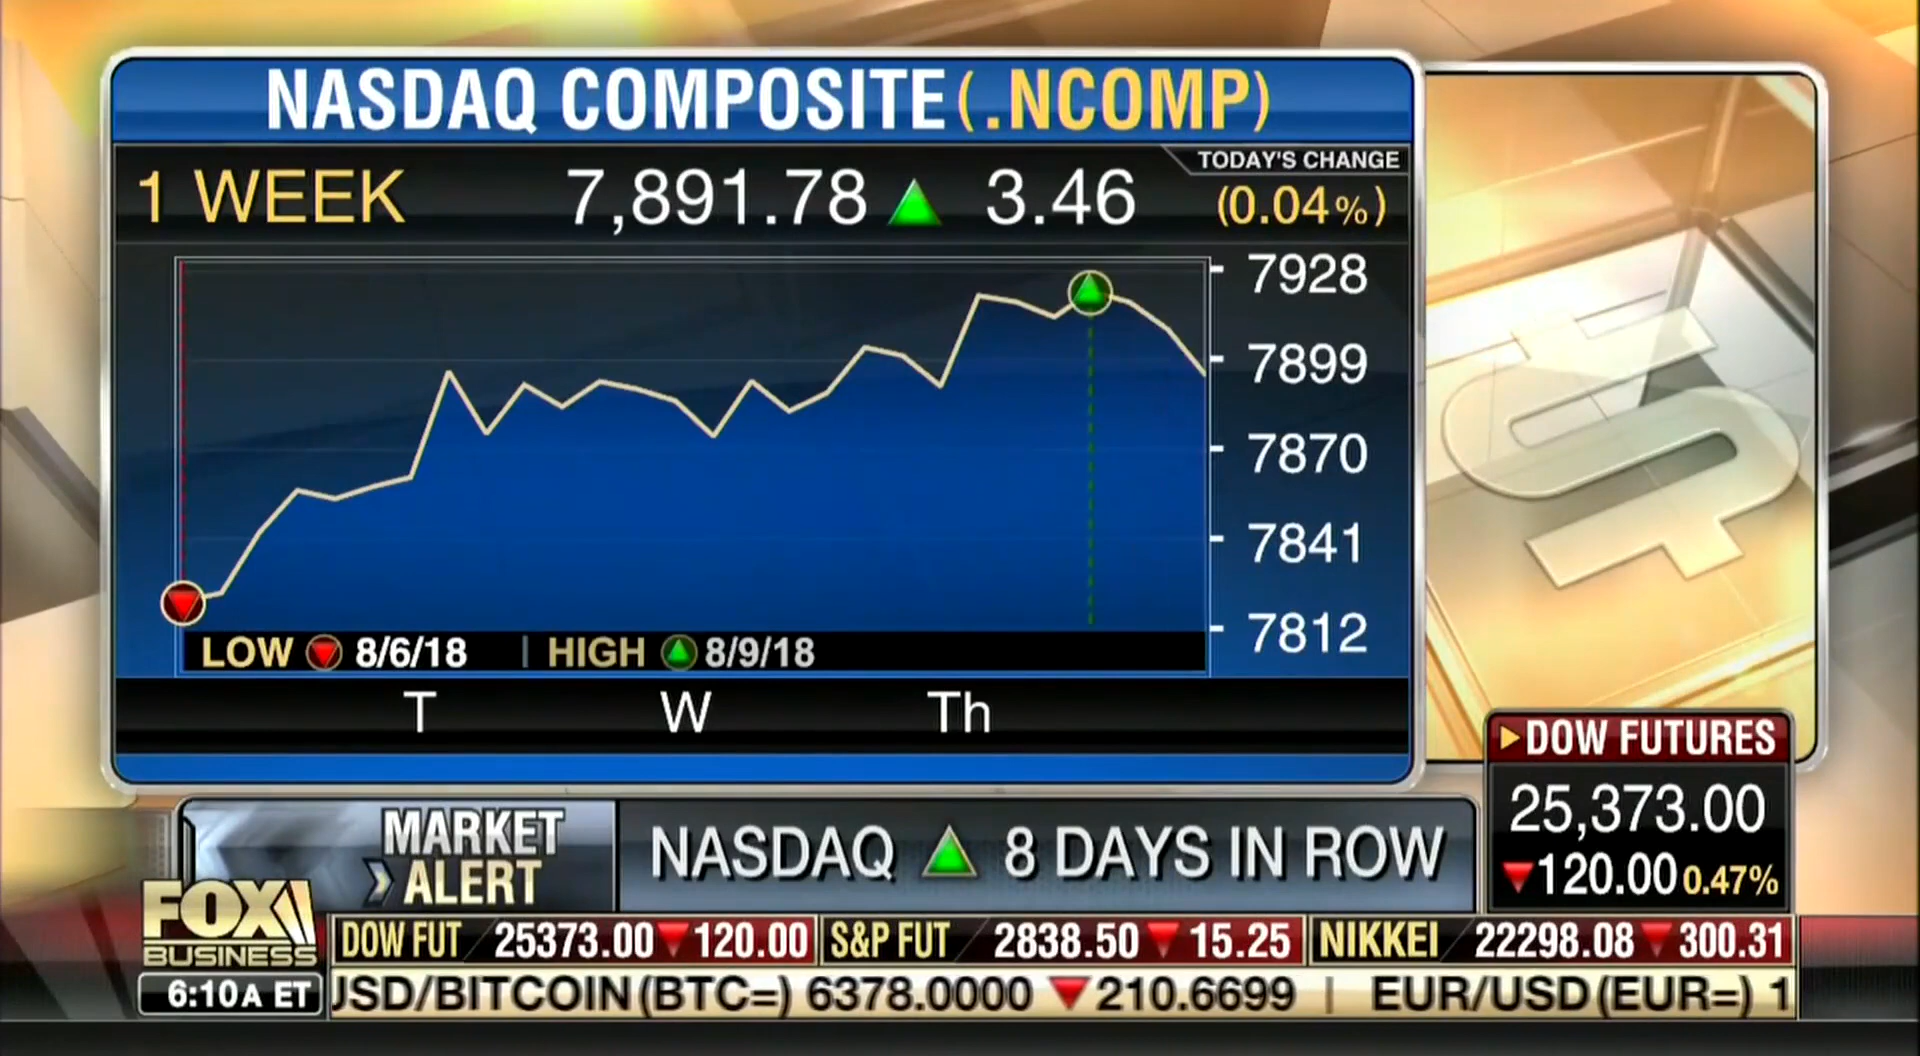 NASDAQ COMPOSITE(.NCOMP)
TODAY'S CHANGE
1 WEEK 7,891.78 3.46 (0.04%)
7928
7899
7870
7841
7812
LOW 8/6/18 | HIGH 8/9/18
T W Th
DOW FUTURES
25,373.00
120.00 0.47%
MARKET
ALERT
NASDAQ 8 DAYS IN ROW
FOX
BUSINESS
DOW FUT 25373.00 120.00 S&P FUT 2838.50 15.25 NIKKEI 22298.08 300.31
6:10A ET
USD/BITCOIN(BTC=) 6378.0000 210.6699 | EUR/USD(EUR=) 1